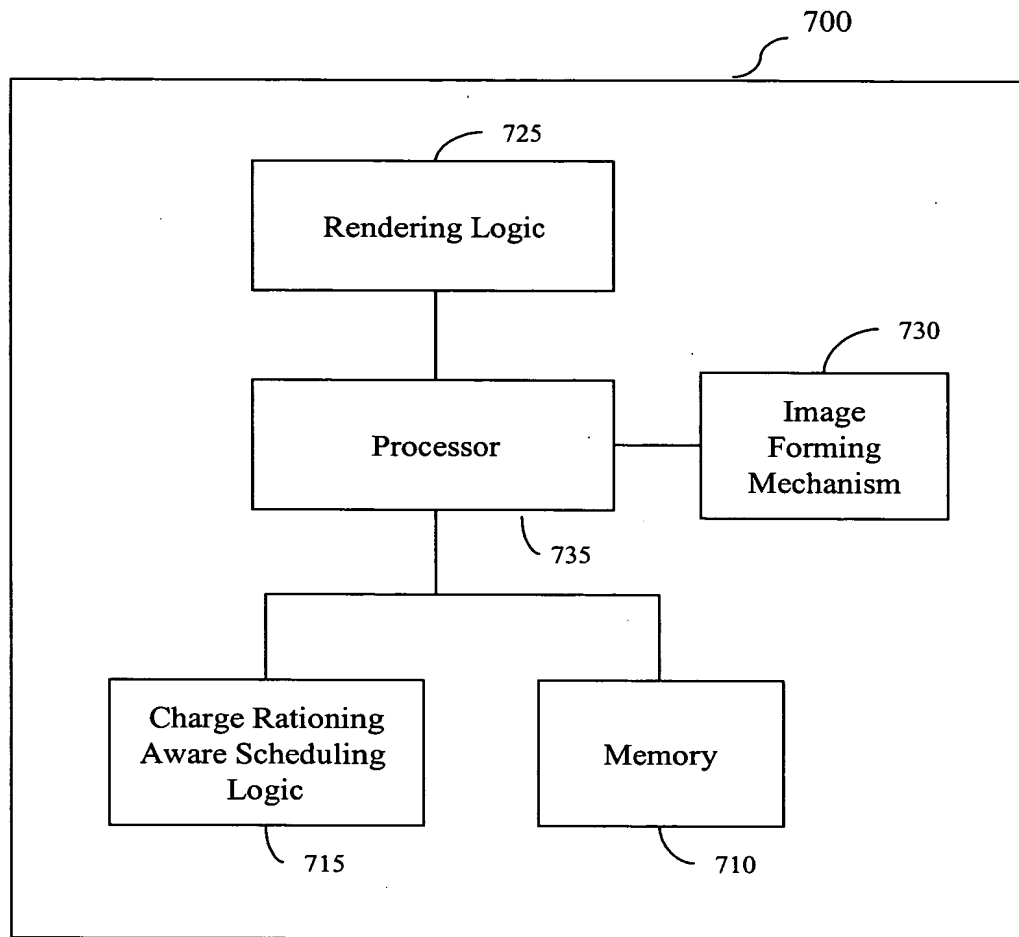 700
725
Rendering Logic
730
Processor
Image
Forming
Mechanism
735
Charge Rationing
Aware Scheduling
Logic
Memory
715
710